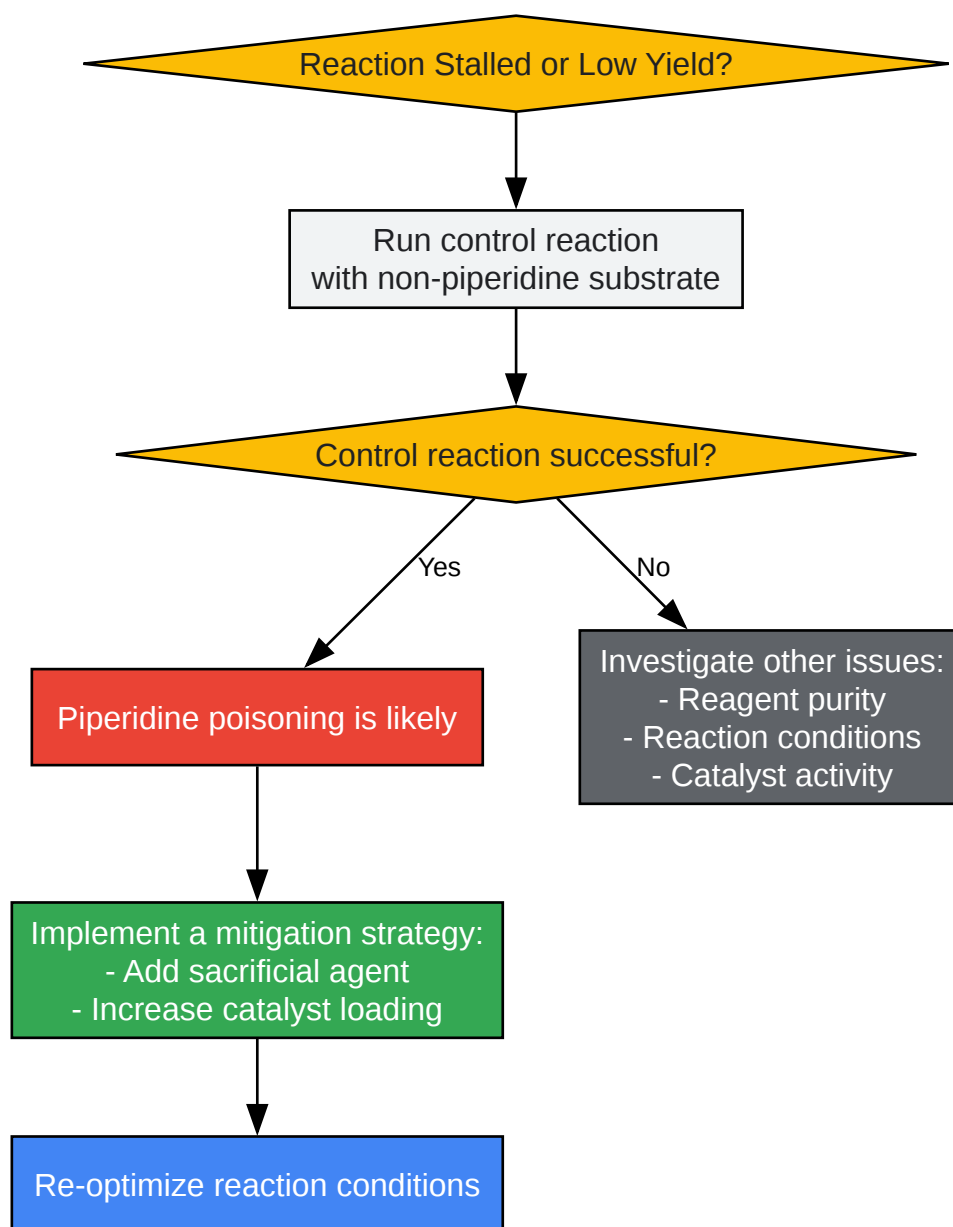 Reaction Stalled or Low Yield?
Run control reaction
with non-piperidine substrate
Control reaction successful?
Yes
No
Piperidine poisoning is likely
Investigate other issues:
- Reagent purity
- Reaction conditions
- Catalyst activity
Implement a mitigation strategy:
- Add sacrificial agent
- Increase catalyst loading
Re-optimize reaction conditions